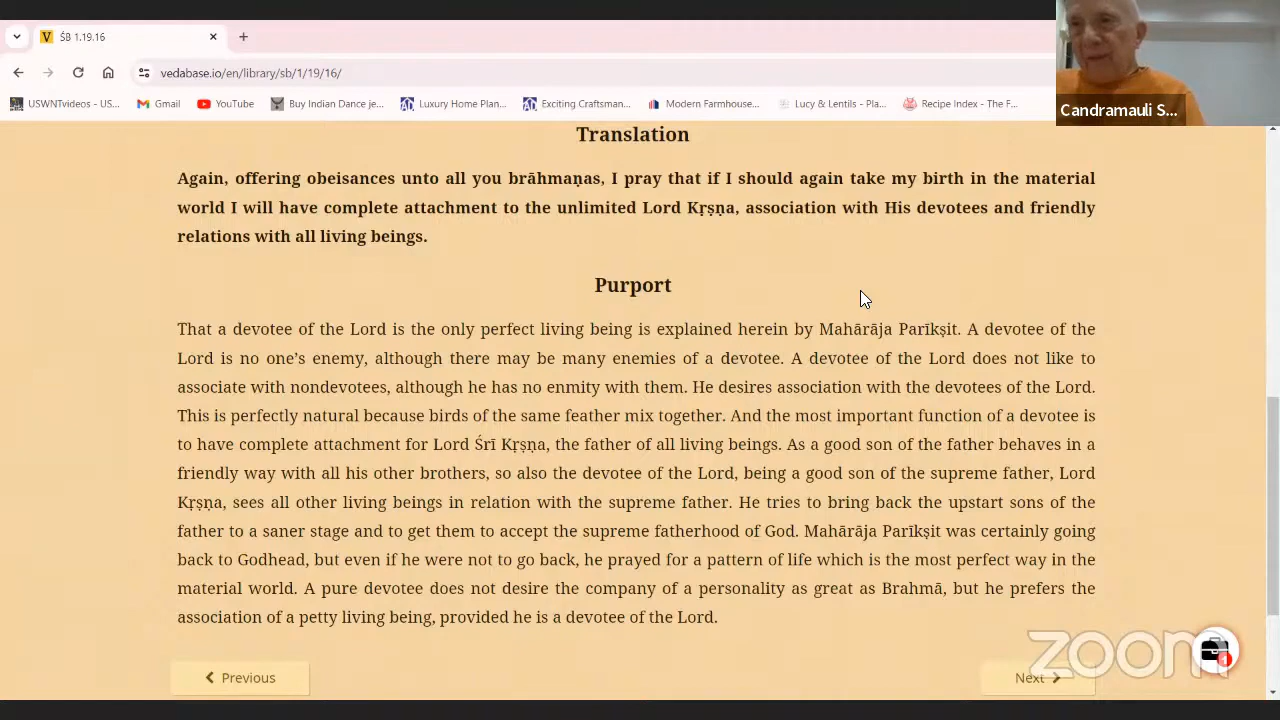 ŚB 1.19.16
vedabase.io/en/library/sb/1/19/16/
USWNTvideos - US... Gmail YouTube Buy Indian Dance je... Luxury Home Plan... Exciting Craftsman... Modern Farmhouse... Lucy & Lentils - Pla... Recipe Index - The F...
Candramauli S...
Translation
Again, offering obeisances unto all you brāhmaṇas, I pray that if I should again take my birth in the material
world I will have complete attachment to the unlimited Lord Kṛṣṇa, association with His devotees and friendly
relations with all living beings.
Purport
That a devotee of the Lord is the only perfect living being is explained herein by Mahārāja Parīkṣit. A devotee of the
Lord is no one’s enemy, although there may be many enemies of a devotee. A devotee of the Lord does not like to
associate with nondevotees, although he has no enmity with them. He desires association with the devotees of the Lord.
This is perfectly natural because birds of the same feather mix together. And the most important function of a devotee is
to have complete attachment for Lord Śrī Kṛṣṇa, the father of all living beings. As a good son of the father behaves in a
friendly way with all his other brothers, so also the devotee of the Lord, being a good son of the supreme father, Lord
Kṛṣṇa, sees all other living beings in relation with the supreme father. He tries to bring back the upstart sons of the
father to a saner stage and to get them to accept the supreme fatherhood of God. Mahārāja Parīkṣit was certainly going
back to Godhead, but even if he were not to go back, he prayed for a pattern of life which is the most perfect way in the
material world. A pure devotee does not desire the company of a personality as great as Brahmā, but he prefers the
association of a petty living being, provided he is a devotee of the Lord.
Previous
Next
zoom
1